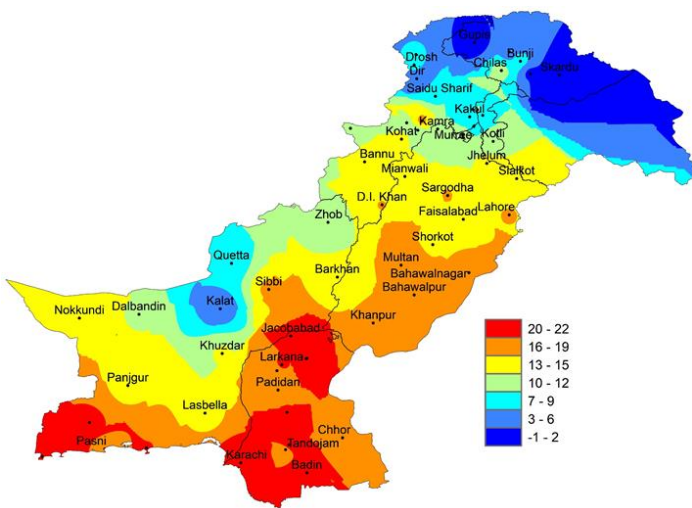 Gupis
Drosh
Bunji
Dir
Chilas
Skardu
Saidu Sharif
Kakul
Kamra
Kohat
Murree
Kotli
Bannu
Jhelum
Mianwali
Sialkot
Sargodha
D.I. Khan
Faisalabad
Lahore
Zhob
Shorkot
Quetta
Multan
Barkhan
Bahawalnagar
Sibbi
Bahawalpur
Kalat
Nokkundi
Dalbandin
Khanpur
Jacobabad
Khuzdar
Larkana
Panjgur
Padidan
Lasbella
Chhor
Pasni
Tandojam
Karachi
Badin
20 - 22
16 - 19
13 - 15
10 - 12
7 - 9
3 - 6
-1 - 2